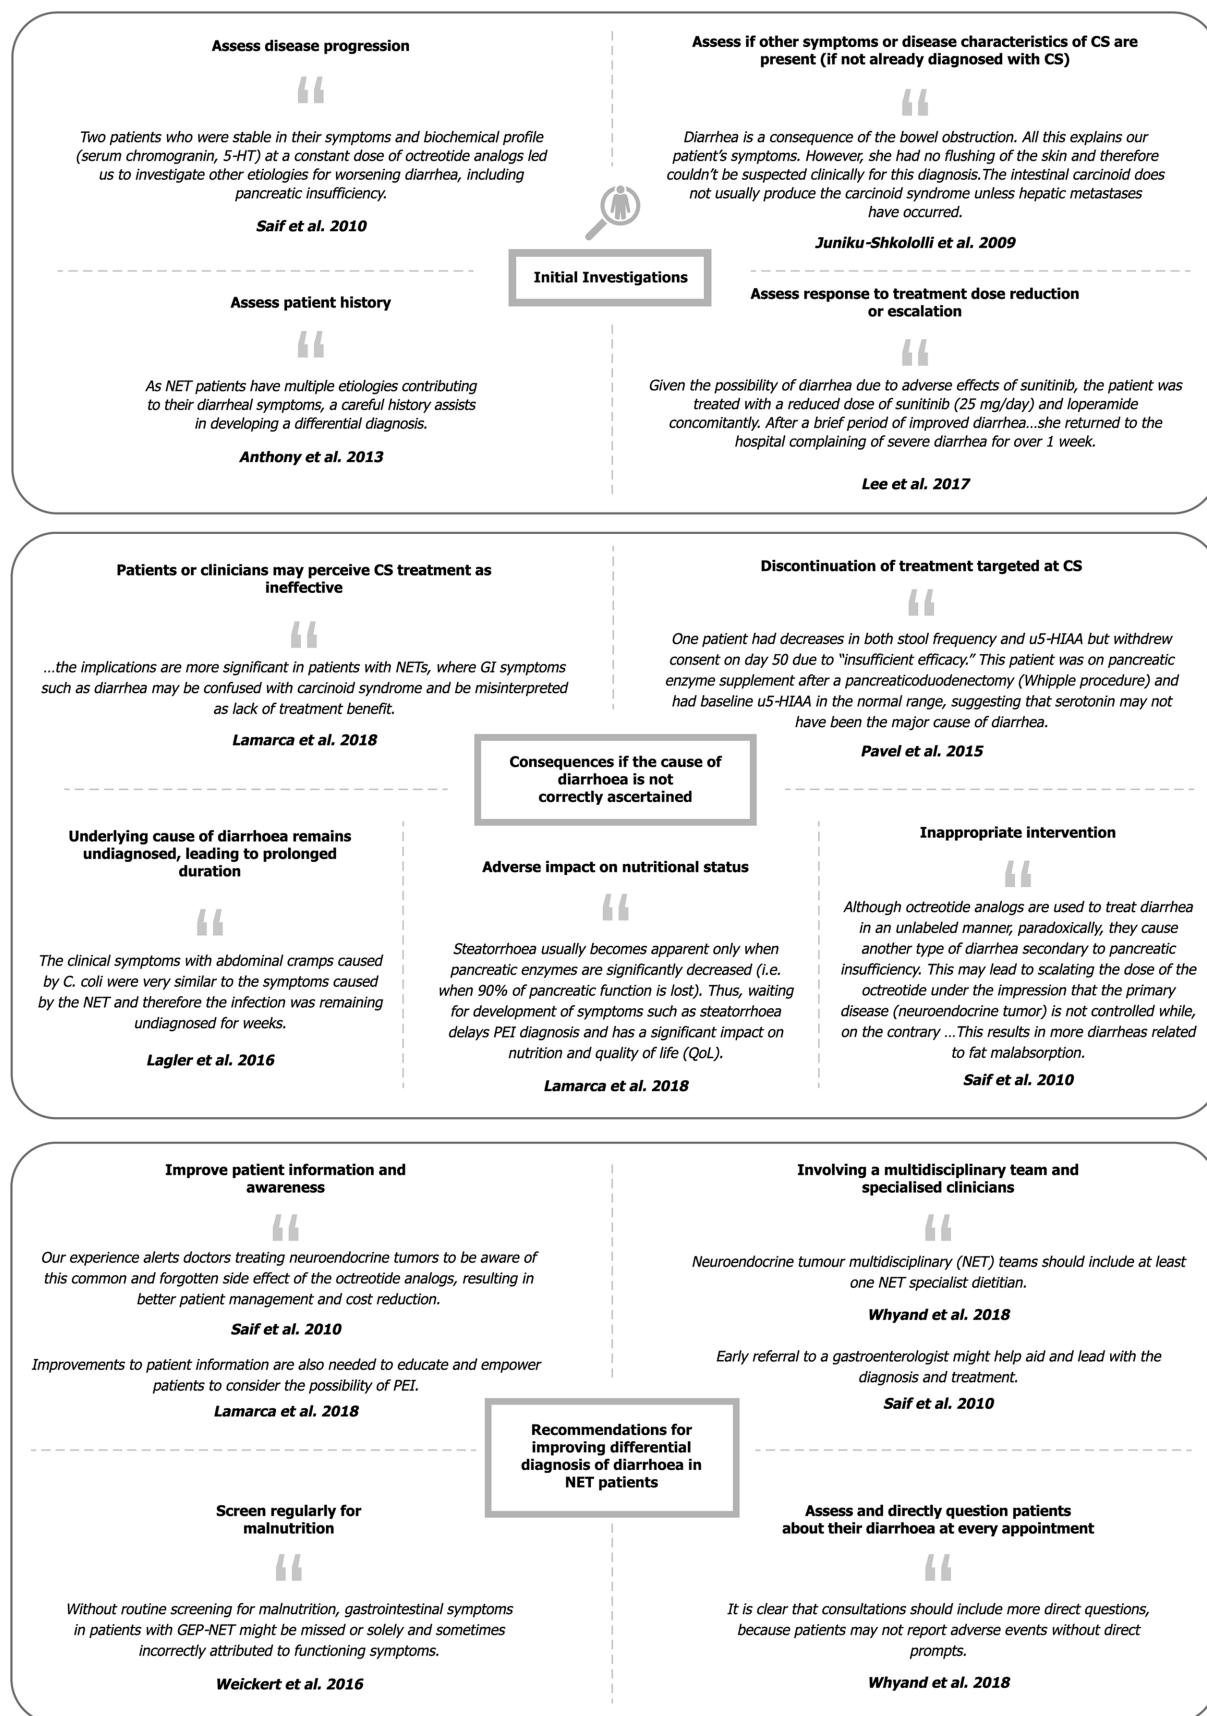 Assess disease progression
“
Two patients who were stable in their symptoms and biochemical profile
(serum chromogranin, 5-HT) at a constant dose of octreotide analogs led
us to investigate other etiologies for worsening diarrhea, including
pancreatic insufficiency.
Saif et al. 2010
Assess if other symptoms or disease characteristics of CS are
present (if not already diagnosed with CS)
“
Diarrhea is a consequence of the bowel obstruction. All this explains our
patient’s symptoms. However, she had no flushing of the skin and therefore
couldn’t be suspected clinically for this diagnosis.The intestinal carcinoid does
not usually produce the carcinoid syndrome unless hepatic metastases
have occurred.
Juniku-Shkololli et al. 2009
Initial Investigations
Assess patient history
“
As NET patients have multiple etiologies contributing
to their diarrheal symptoms, a careful history assists
in developing a differential diagnosis.
Anthony et al. 2013
Assess response to treatment dose reduction
or escalation
“
Given the possibility of diarrhea due to adverse effects of sunitinib, the patient was
treated with a reduced dose of sunitinib (25 mg/day) and loperamide
concomitantly. After a brief period of improved diarrhea…she returned to the
hospital complaining of severe diarrhea for over 1 week.
Lee et al. 2017
Patients or clinicians may perceive CS treatment as
ineffective
“
…the implications are more significant in patients with NETs, where GI symptoms
such as diarrhea may be confused with carcinoid syndrome and be misinterpreted
as lack of treatment benefit.
Lamarca et al. 2018
Discontinuation of treatment targeted at CS
“
One patient had decreases in both stool frequency and u5-HIAA but withdrew
consent on day 50 due to “insufficient efficacy.” This patient was on pancreatic
enzyme supplement after a pancreaticoduodenectomy (Whipple procedure) and
had baseline u5-HIAA in the normal range, suggesting that serotonin may not
have been the major cause of diarrhea.
Pavel et al. 2015
Consequences if the cause of
diarrhoea is not
correctly ascertained
Underlying cause of diarrhoea remains
undiagnosed, leading to prolonged
duration
“
The clinical symptoms with abdominal cramps caused
by C. coli were very similar to the symptoms caused
by the NET and therefore the infection was remaining
undiagnosed for weeks.
Lagler et al. 2016
Adverse impact on nutritional status
“
Steatorrhoea usually becomes apparent only when
pancreatic enzymes are significantly decreased (i.e.
when 90% of pancreatic function is lost). Thus, waiting
for development of symptoms such as steatorrhoea
delays PEI diagnosis and has a significant impact on
nutrition and quality of life (QoL).
Lamarca et al. 2018
Inappropriate intervention
“
Although octreotide analogs are used to treat diarrhea
in an unlabeled manner, paradoxically, they cause
another type of diarrhea secondary to pancreatic
insufficiency. This may lead to scalating the dose of the
octreotide under the impression that the primary
disease (neuroendocrine tumor) is not controlled while,
on the contrary …This results in more diarrheas related
to fat malabsorption.
Saif et al. 2010
Improve patient information and
awareness
“
Our experience alerts doctors treating neuroendocrine tumors to be aware of
this common and forgotten side effect of the octreotide analogs, resulting in
better patient management and cost reduction.
Saif et al. 2010
Improvements to patient information are also needed to educate and empower
patients to consider the possibility of PEI.
Lamarca et al. 2018
Involving a multidisciplinary team and
specialised clinicians
“
Neuroendocrine tumour multidisciplinary (NET) teams should include at least
one NET specialist dietitian.
Whyand et al. 2018
Early referral to a gastroenterologist might help aid and lead with the
diagnosis and treatment.
Saif et al. 2010
Recommendations for
improving differential
diagnosis of diarrhoea in
NET patients
Screen regularly for
malnutrition
“
Without routine screening for malnutrition, gastrointestinal symptoms
in patients with GEP-NET might be missed or solely and sometimes
incorrectly attributed to functioning symptoms.
Weickert et al. 2016
Assess and directly question patients
about their diarrhoea at every appointment
“
It is clear that consultations should include more direct questions,
because patients may not report adverse events without direct
prompts.
Whyand et al. 2018